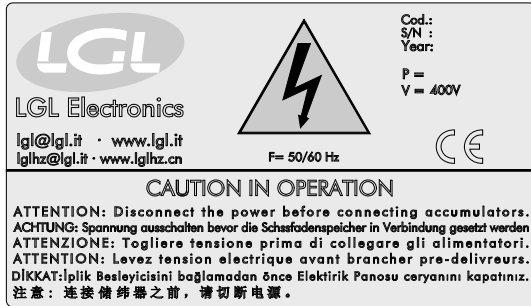 LGL
LGL Electronics
lgl@lgl.it · www.lgl.it
lglhz@lgl.it · www.lglhz.cn
F= 50/60 Hz
Cod.:
S/N :
Year:
P =
V = 400V
CE
CAUTION IN OPERATION
ATTENTION: Disconnect the power before connecting accumulators.
ACHTUNG: Spannung ausschalten bevor die Schssfadenspeicher in Verbindung gesetzt werden
ATTENZIONE: Togliere tensione prima di collegare gli alimentatori.
ATTENTION: Levez tension electrique avant brancher pre-delivreurs.
DİKKAT:İplik Besleyicisini bağlamadan önce Elektirik Panosu ceryanını kapatınız.
注意: 连接储纬器之前, 请切断电源。